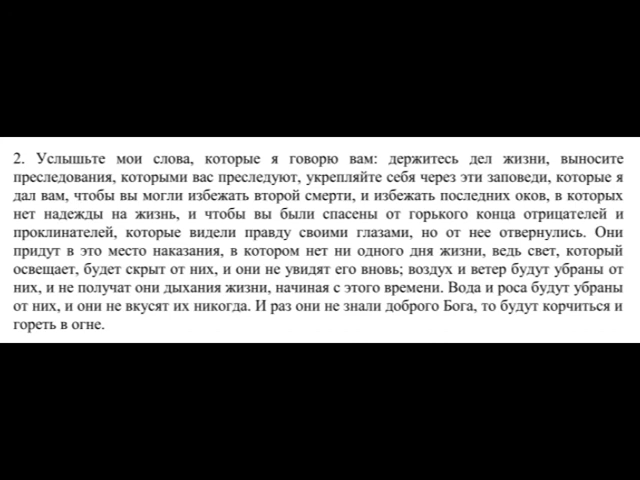 2. Услышьте мои слова, которые я говорю вам: держитесь дел жизни, выносите
преследования, которыми вас преследуют, укрепляйте себя через эти заповеди, которые я
дал вам, чтобы вы могли избежать второй смерти, и избежать последних оков, в которых
нет надежды на жизнь, и чтобы вы были спасены от горького конца отрицателей и
проклинателей, которые видели правду своими глазами, но от нее отвернулись. Они
придут в это место наказания, в котором нет ни одного дня жизни, ведь свет, который
освещает, будет скрыт от них, и они не увидят его вновь; воздух и ветер будут убраны от
них, и не получат они дыхания жизни, начиная с этого времени. Вода и роса будут убраны
от них, и они не вкусят их никогда. И раз они не знали доброго Бога, то будут корчиться и
гореть в огне.